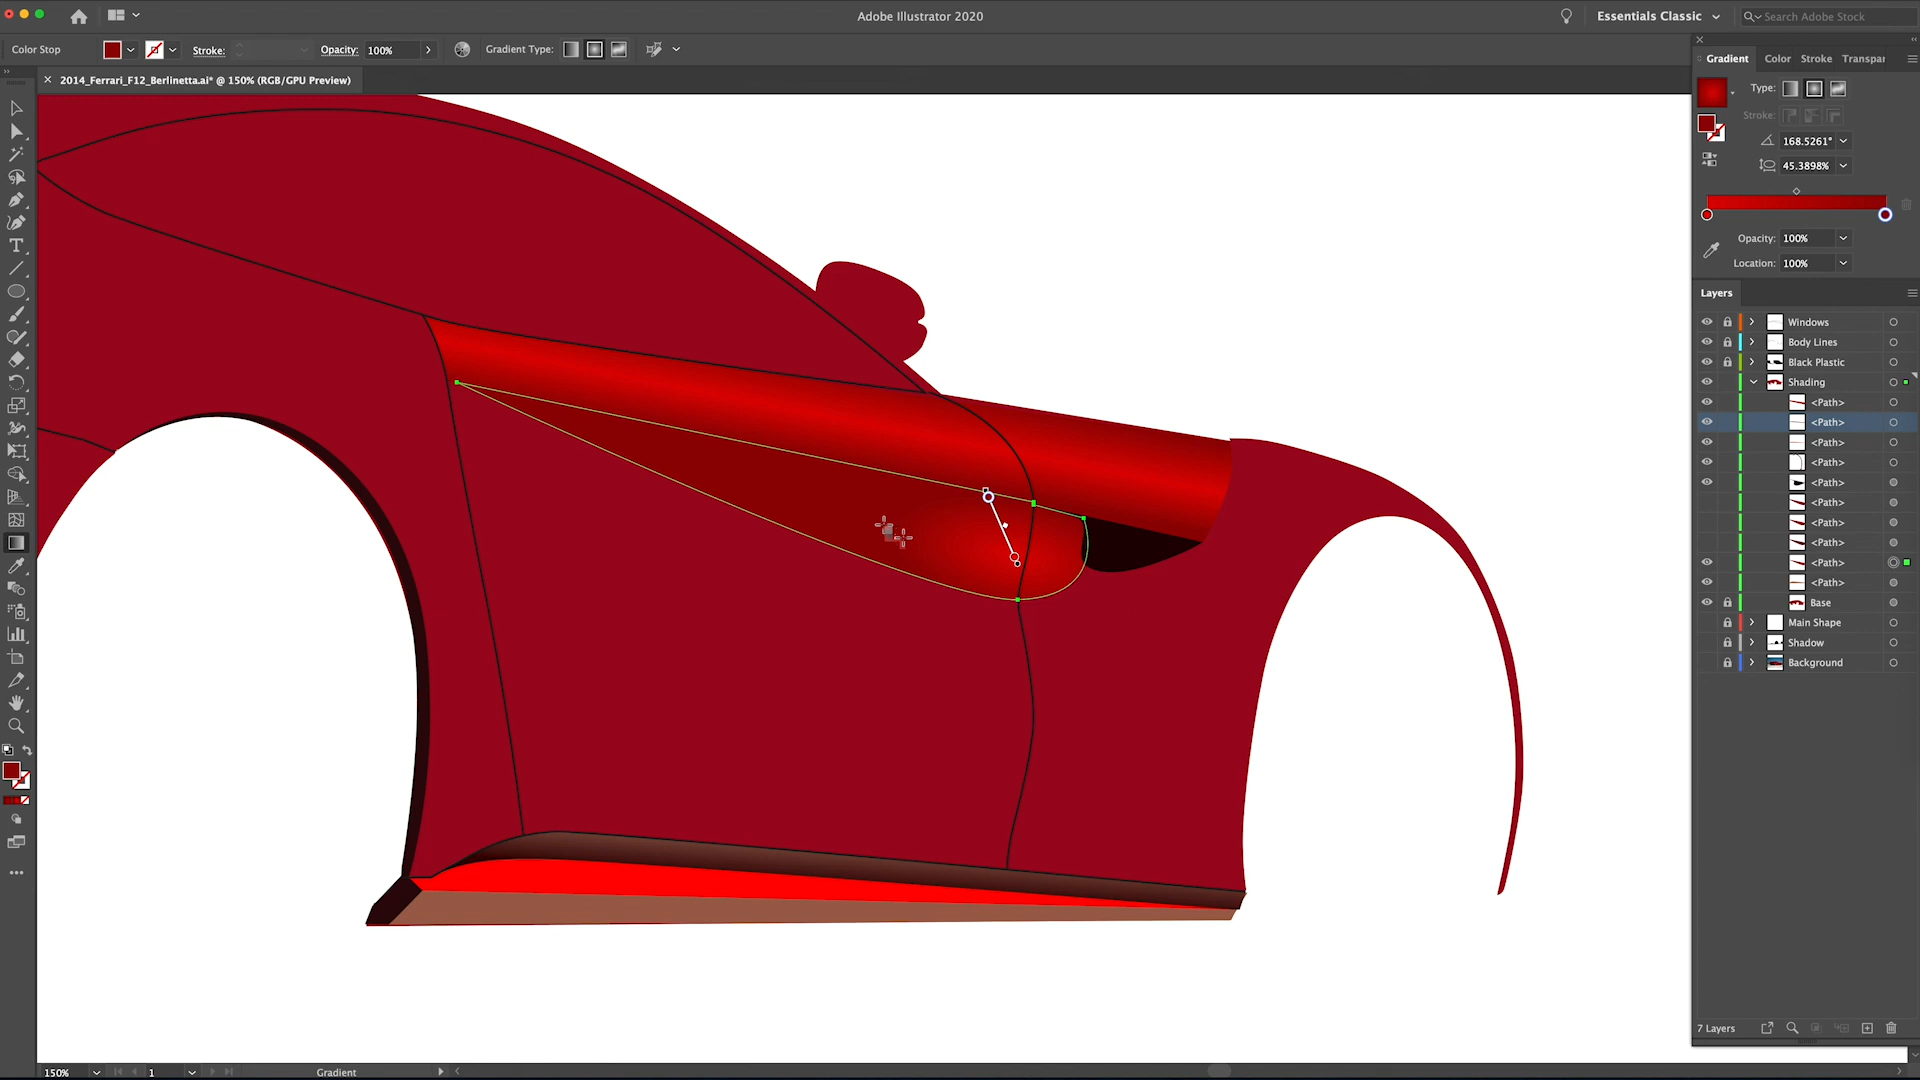 Adobe Illustrator 2020
Essentials Classic
Search Adobe Stock
Color Stop
Stroke:
Opacity:
100%
Gradient Type:
2014_Ferrari_F12_Berlinetta.ai* @ 150% (RGB/GPU Preview)
Gradient
Color
Stroke
Transpar
Type:
Stroke:
168.5261°
45.3898%
Opacity:
100%
Location:
100%
Layers
Windows
Body Lines
Black Plastic
Shading
<Path>
<Path>
<Path>
<Path>
<Path>
<Path>
<Path>
<Path>
<Path>
<Path>
Base
Main Shape
Shadow
Background
7 Layers
150%
1
Gradient